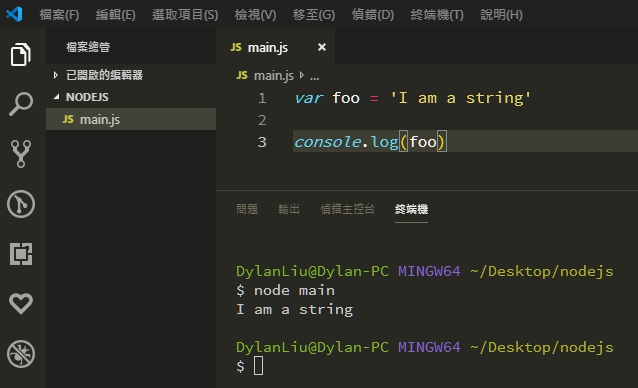 檔案(F) 編輯(E) 選取項目(S) 檢視(V) 移至(G) 偵錯(D) 終端機(T) 說明(H)
檔案總管
已開啟的編輯器
NODEJS
JS main.js
JS main.js ×
JS main.js › ...
1 var foo = 'I am a string'
2
3 console.log(foo)
問題 輸出 偵錯主控台 終端機
DylanLiu@Dylan-PC MINGW64 ~/Desktop/nodejs
$ node main
I am a string
DylanLiu@Dylan-PC MINGW64 ~/Desktop/nodejs
$